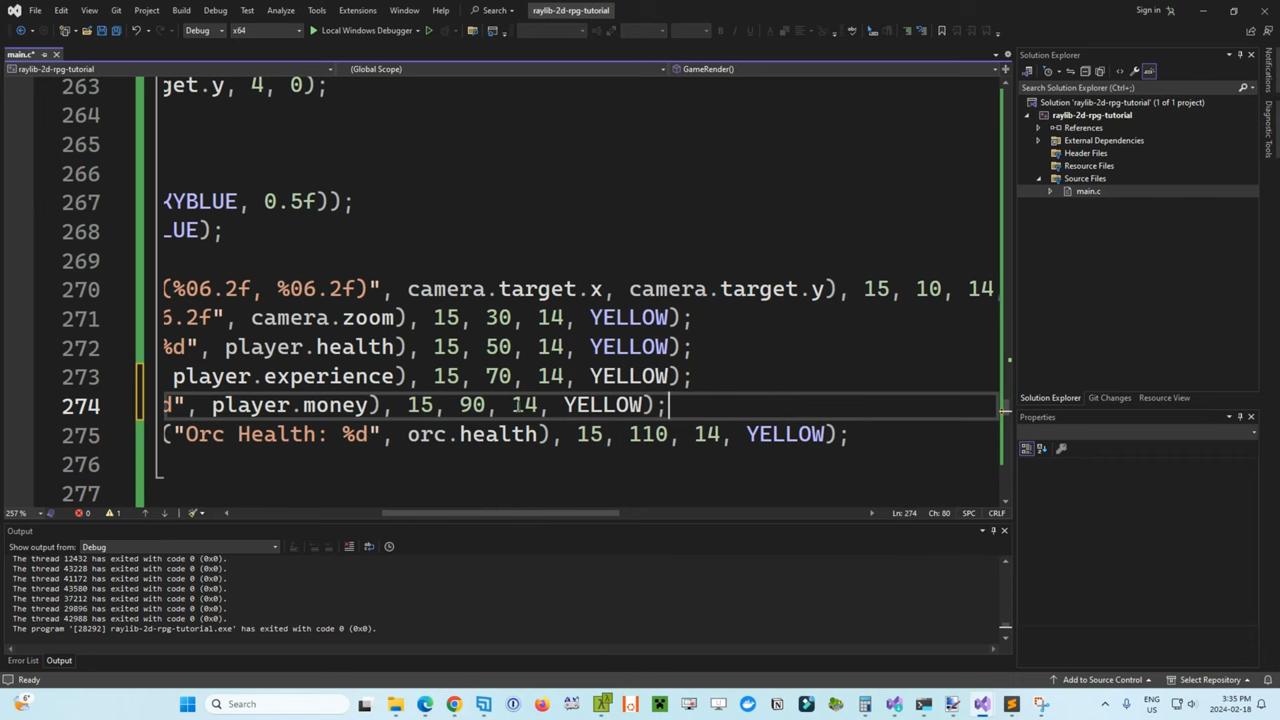 File Edit View Git Project Build Debug Test Analyze Tools Extensions Window Help Search raylib-2d-rpg-tutorial Sign in
Debug x64 Local Windows Debugger
main.c*
raylib-2d-rpg-tutorial (Global Scope) GameRender()
263 get.y, 4, 0);
264
265
266
267 KYBLUE, 0.5f));
268 LUE);
269
270 (%06.2f, %06.2f)", camera.target.x, camera.target.y), 15, 10, 14,
271 6.2f", camera.zoom), 15, 30, 14, YELLOW);
272 %d", player.health), 15, 50, 14, YELLOW);
273 player.experience), 15, 70, 14, YELLOW);
274 d", player.money), 15, 90, 14, YELLOW);
275 ("Orc Health: %d", orc.health), 15, 110, 14, YELLOW);
276
277
257 % 0 1 Ln: 274 Ch: 80 SPC CRLF
Output
Show output from: Debug
The thread 12432 has exited with code 0 (0x0).
The thread 43228 has exited with code 0 (0x0).
The thread 41172 has exited with code 0 (0x0).
The thread 43580 has exited with code 0 (0x0).
The thread 37212 has exited with code 0 (0x0).
The thread 29896 has exited with code 0 (0x0).
The thread 42988 has exited with code 0 (0x0).
The program '[28292] raylib-2d-rpg-tutorial.exe' has exited with code 0 (0x0).
Error List Output
Solution Explorer
Search Solution Explorer (Ctrl+;)
Solution 'raylib-2d-rpg-tutorial' (1 of 1 project)
raylib-2d-rpg-tutorial
References
External Dependencies
Header Files
Resource Files
Source Files
main.c
Solution Explorer Git Changes Resource View
Properties
Notifications
Diagnostic Tools
Ready Add to Source Control Select Repository
6° Search ENG US 3:35 PM 2024-02-18